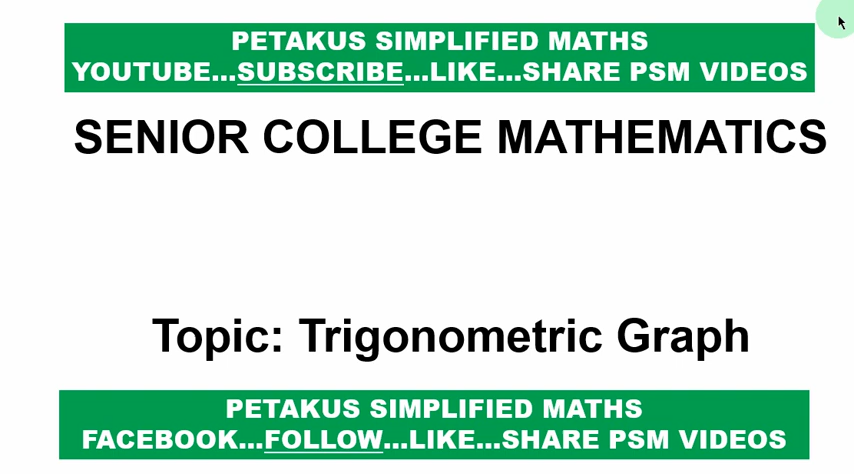 PETAKUS SIMPLIFIED MATHS
YOUTUBE...SUBSCRIBE...LIKE...SHARE PSM VIDEOS
SENIOR COLLEGE MATHEMATICS
Topic: Trigonometric Graph
PETAKUS SIMPLIFIED MATHS
FACEBOOK...FOLLOW...LIKE...SHARE PSM VIDEOS